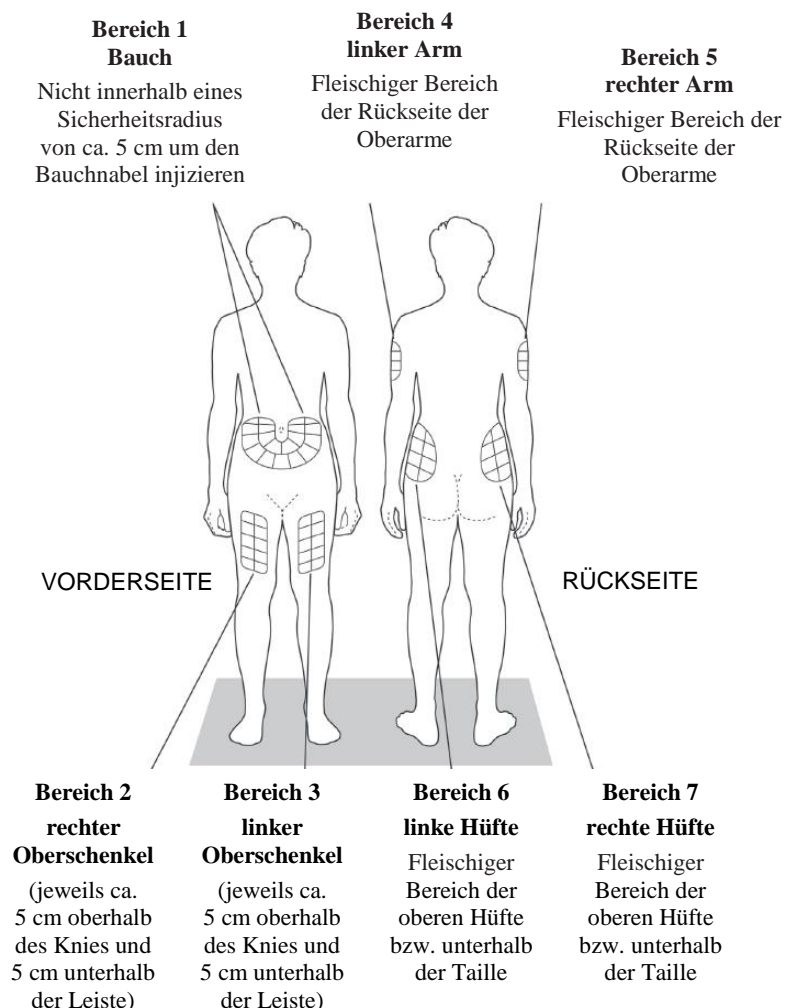 Bereich 1
Bauch
Nicht innerhalb eines
Sicherheitsradius
von ca. 5 cm um den
Bauchnabel injizieren
Bereich 4
linker Arm
Fleischiger Bereich
der Rückseite der
Oberarme
Bereich 5
rechter Arm
Fleischiger Bereich der
Rückseite der
Oberarme
VORDERSEITE
RÜCKSEITE
Bereich 2
rechter
Oberschenkel
(jeweils ca.
5 cm oberhalb
des Knies und
5 cm unterhalb
der Leiste)
Bereich 3
linker
Oberschenkel
(jeweils ca.
5 cm oberhalb
des Knies und
5 cm unterhalb
der Leiste)
Bereich 6
linke Hüfte
Fleischiger
Bereich der
oberen Hüfte
bzw. unterhalb
der Taille
Bereich 7
rechte Hüfte
Fleischiger
Bereich der
oberen Hüfte
bzw. unterhalb
der Taille